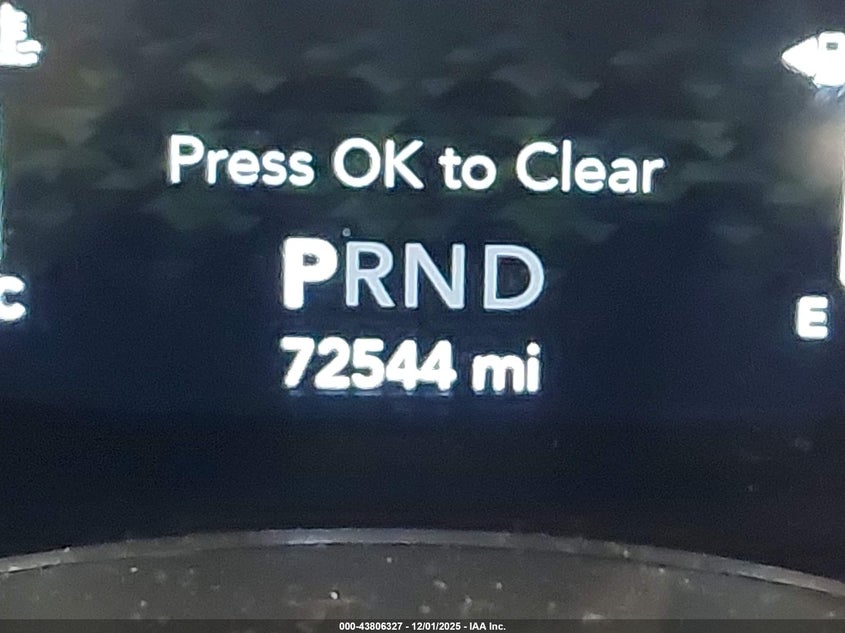 Press OK to Clear
PRND
C
E
72544 mi
000-43806327 - 12/01/2025 - IAA Inc.